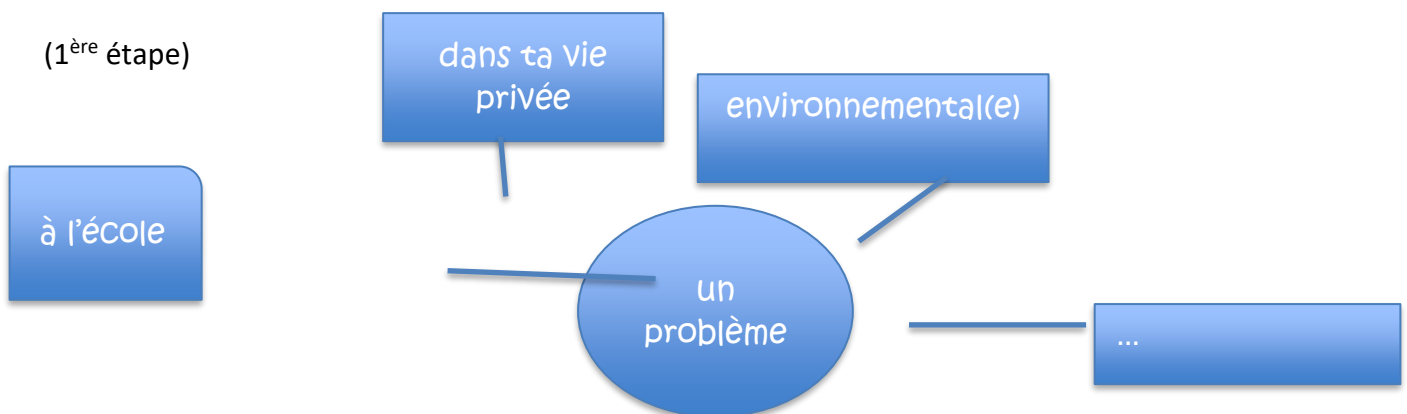 (1ère étape)
dans ta vie
privée
environnemental(e)
à l'école
un
problème
...